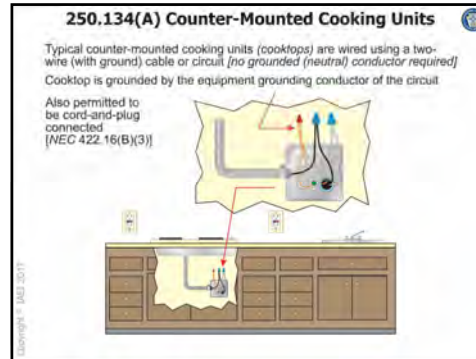 250.134(A) Counter-Mounted Cooking Units
Typical counter-mounted cooking units (cooktops) are wired using a two-
wire (with ground) cable or circuit [no grounded (neutral) conductor required]
Cooktop is grounded by the equipment grounding conductor of the circuit
Also permitted to
be cord-and-plug
connected
[NEC 422.16(B)(3)]
Copyright © IAEI 2017